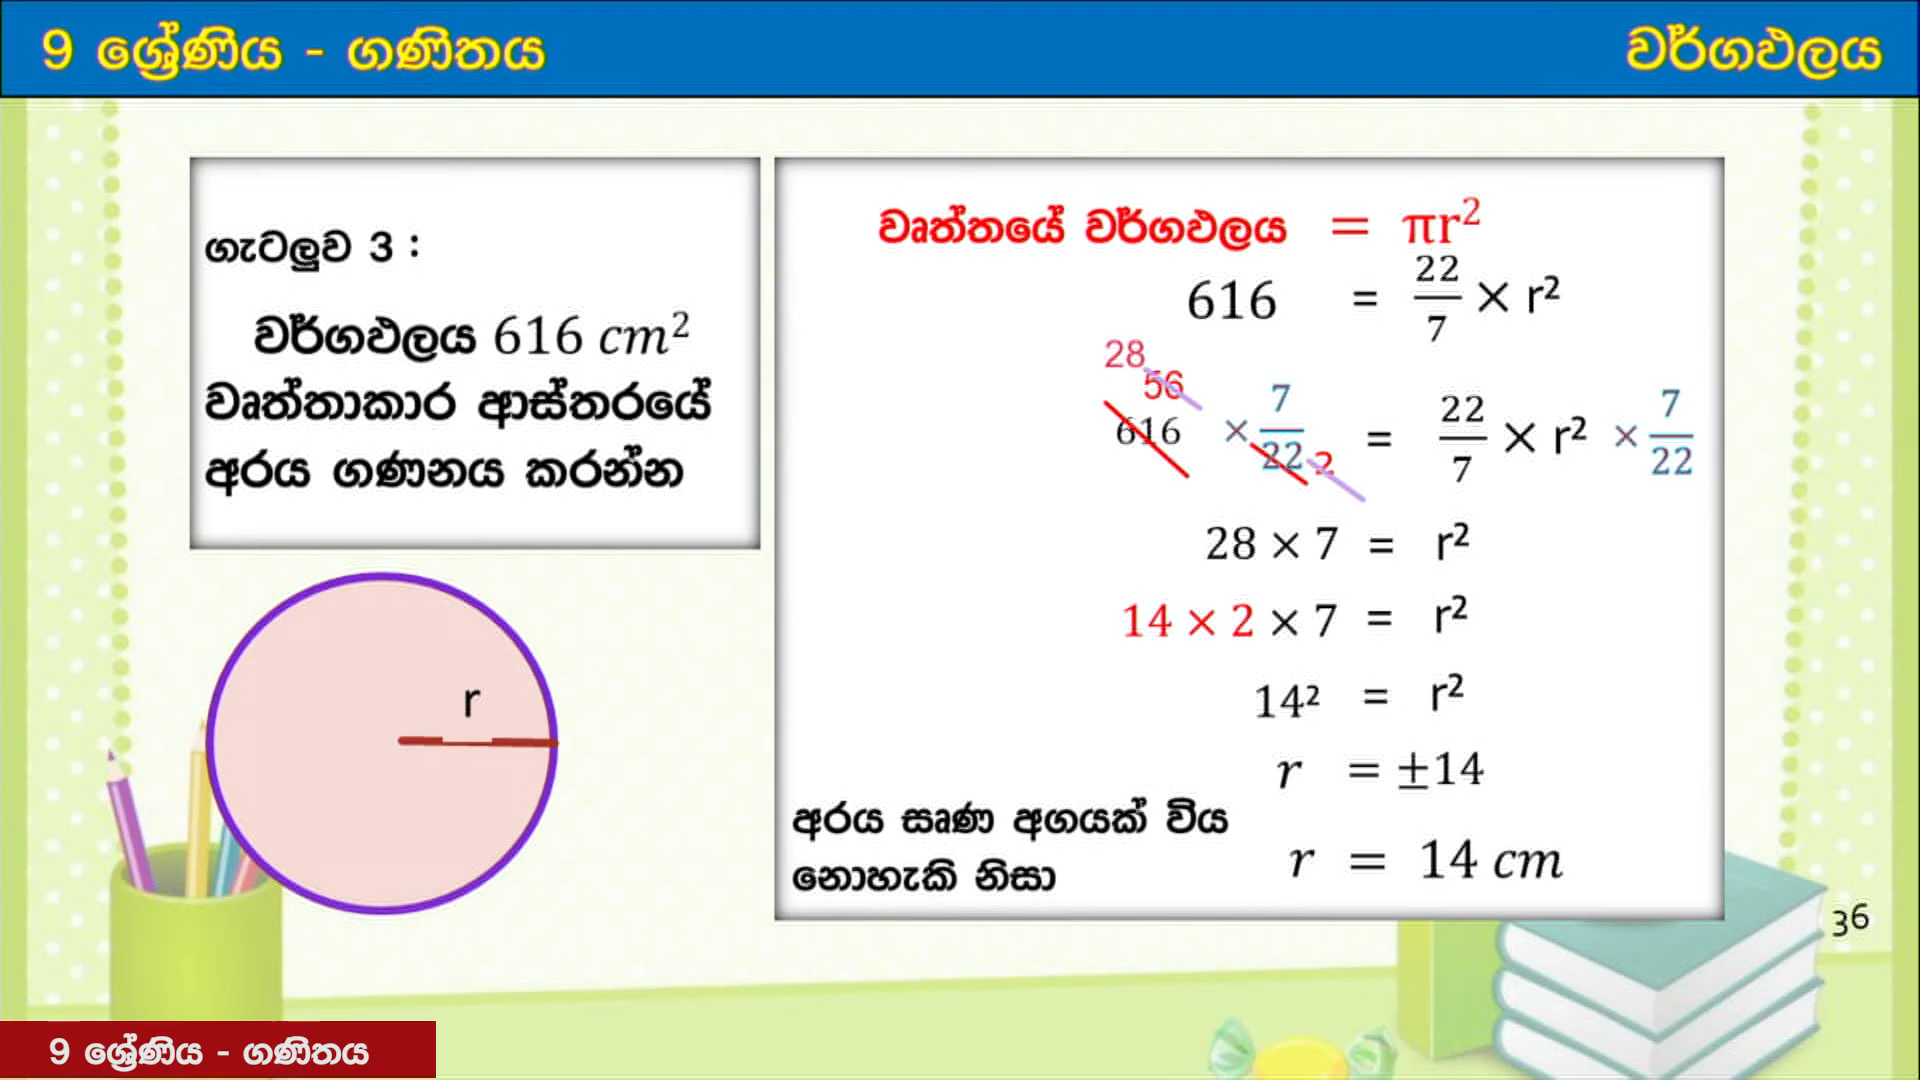 9 ශ්‍රේණිය - ගණිතය
වර්ගඵලය
ගැටලුව 3 :
වර්ගඵලය 616 cm²
වෘත්තාකාර ආස්තරයේ
අරය ගණනය කරන්න
r
වෘත්තයේ වර්ගඵලය = πr²
616 = 22/7 × r²
28
56
616 × 7/22 2 = 22/7 × r² × 7/22
28 × 7 = r²
14 × 2 × 7 = r²
14² = r²
r = ±14
අරය සෘණ අගයක් විය
නොහැකි නිසා
r = 14 cm
36
9 ශ්‍රේණිය - ගණිතය